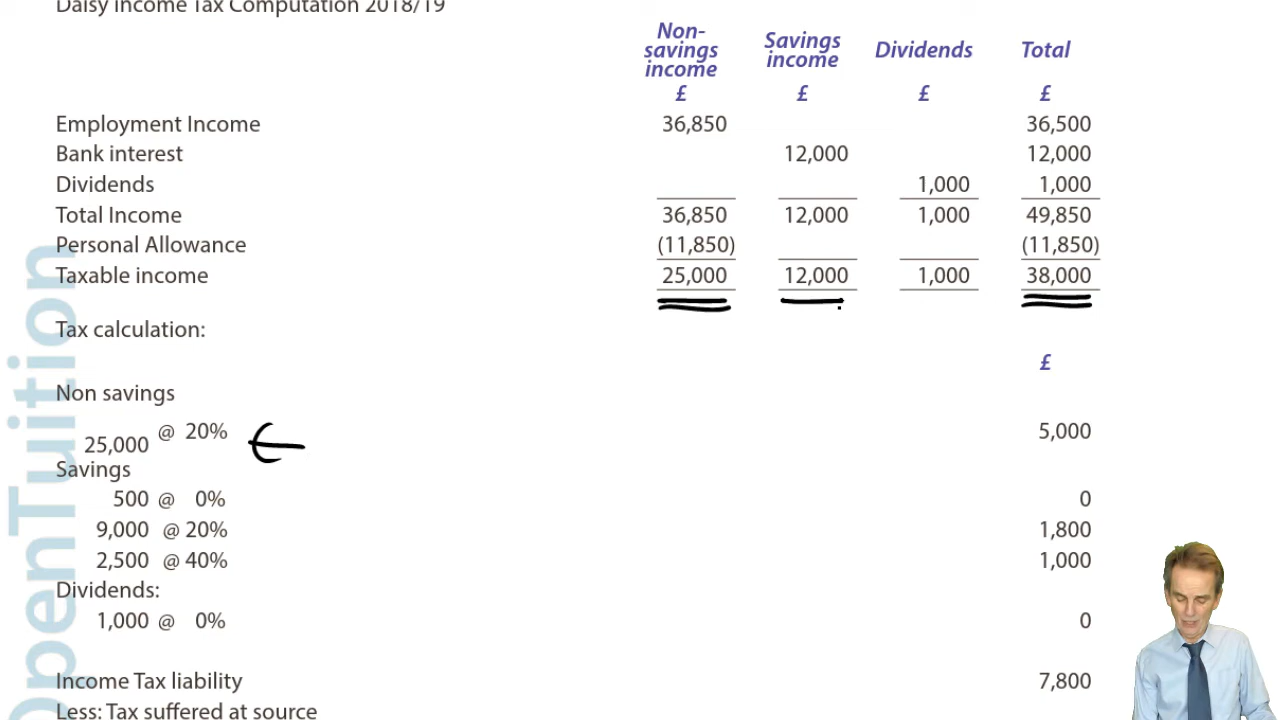 Daisy Income Tax Computation 2018/19
Non-
savings
income
Savings
income
Dividends
Total
£ £ £ £
Employment Income 36,850 36,500
Bank interest 12,000 12,000
Dividends 1,000 1,000
Total Income 36,850 12,000 1,000 49,850
Personal Allowance (11,850) (11,850)
Taxable income 25,000 12,000 1,000 38,000
Tax calculation:
£
Non savings
25,000 @ 20% 5,000
Savings
500 @ 0% 0
9,000 @ 20% 1,800
2,500 @ 40% 1,000
Dividends:
1,000 @ 0% 0
Income Tax liability 7,800
Less: Tax suffered at source
OpenTuition